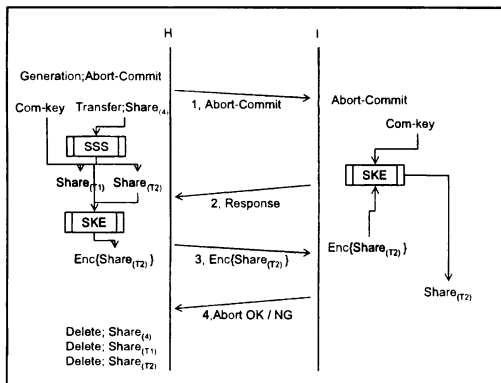 H
I
Generation;Abort-Commit
Com-key
Transfer;Share(4)
SSS
Share(T1)
Share(T2)
SKE
Enc{Share(T2) }
1, Abort-Commit
2, Response
3, Enc{Share(T2) }
4,Abort OK / NG
Abort-Commit
Com-key
SKE
Enc{Share(T2) }
Share(T2)
Delete; Share(4)
Delete; Share(T1)
Delete; Share(T2)